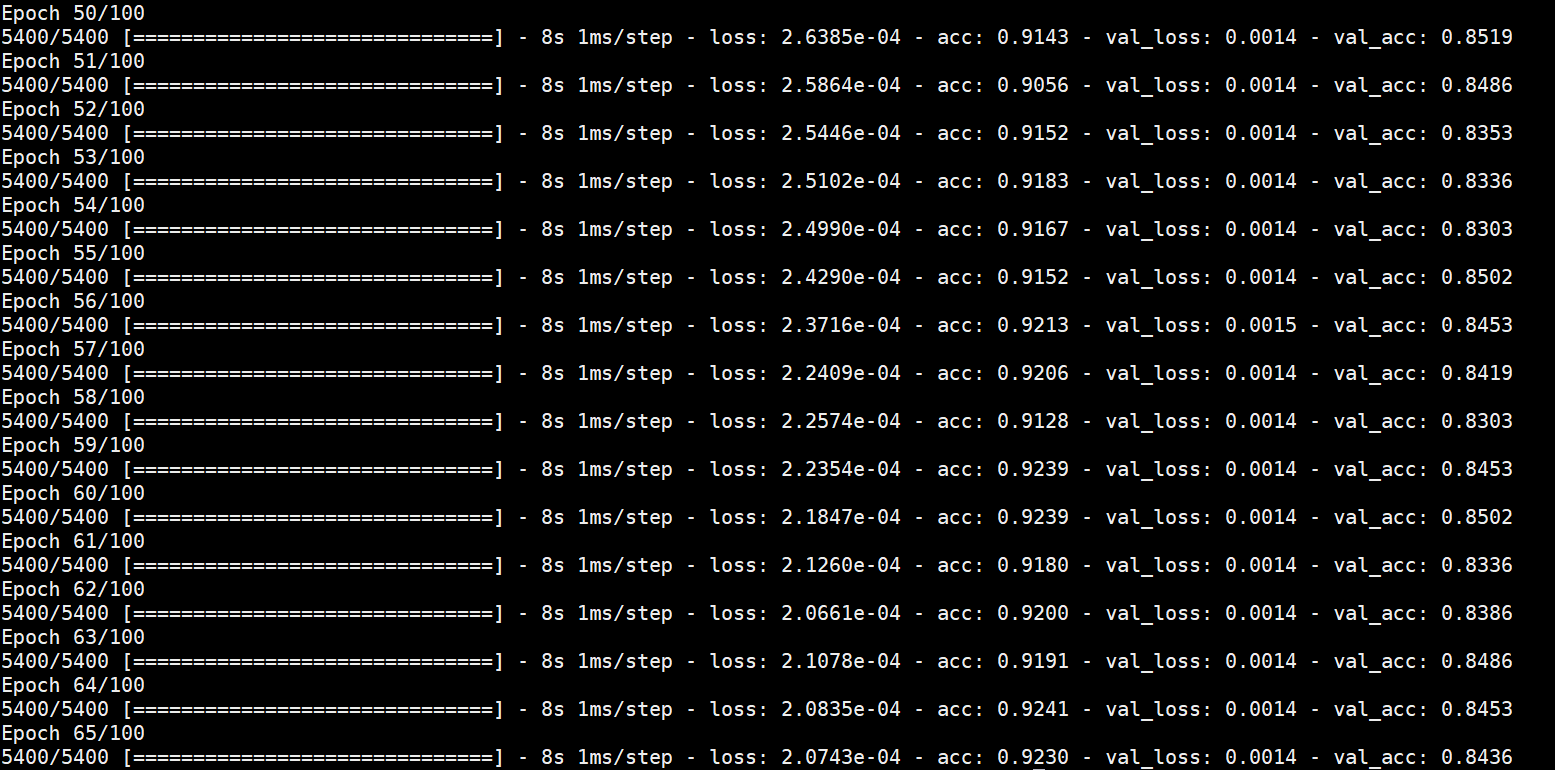 Epoch 50/100
5400/5400 [==============================] - 8s 1ms/step - loss: 2.6385e-04 - acc: 0.9143 - val_loss: 0.0014 - val_acc: 0.8519
Epoch 51/100
5400/5400 [==============================] - 8s 1ms/step - loss: 2.5864e-04 - acc: 0.9056 - val_loss: 0.0014 - val_acc: 0.8486
Epoch 52/100
5400/5400 [==============================] - 8s 1ms/step - loss: 2.5446e-04 - acc: 0.9152 - val_loss: 0.0014 - val_acc: 0.8353
Epoch 53/100
5400/5400 [==============================] - 8s 1ms/step - loss: 2.5102e-04 - acc: 0.9183 - val_loss: 0.0014 - val_acc: 0.8336
Epoch 54/100
5400/5400 [==============================] - 8s 1ms/step - loss: 2.4990e-04 - acc: 0.9167 - val_loss: 0.0014 - val_acc: 0.8303
Epoch 55/100
5400/5400 [==============================] - 8s 1ms/step - loss: 2.4290e-04 - acc: 0.9152 - val_loss: 0.0014 - val_acc: 0.8502
Epoch 56/100
5400/5400 [==============================] - 8s 1ms/step - loss: 2.3716e-04 - acc: 0.9213 - val_loss: 0.0015 - val_acc: 0.8453
Epoch 57/100
5400/5400 [==============================] - 8s 1ms/step - loss: 2.2409e-04 - acc: 0.9206 - val_loss: 0.0014 - val_acc: 0.8419
Epoch 58/100
5400/5400 [==============================] - 8s 1ms/step - loss: 2.2574e-04 - acc: 0.9128 - val_loss: 0.0014 - val_acc: 0.8303
Epoch 59/100
5400/5400 [==============================] - 8s 1ms/step - loss: 2.2354e-04 - acc: 0.9239 - val_loss: 0.0014 - val_acc: 0.8453
Epoch 60/100
5400/5400 [==============================] - 8s 1ms/step - loss: 2.1847e-04 - acc: 0.9239 - val_loss: 0.0014 - val_acc: 0.8502
Epoch 61/100
5400/5400 [==============================] - 8s 1ms/step - loss: 2.1260e-04 - acc: 0.9180 - val_loss: 0.0014 - val_acc: 0.8336
Epoch 62/100
5400/5400 [==============================] - 8s 1ms/step - loss: 2.0661e-04 - acc: 0.9200 - val_loss: 0.0014 - val_acc: 0.8386
Epoch 63/100
5400/5400 [==============================] - 8s 1ms/step - loss: 2.1078e-04 - acc: 0.9191 - val_loss: 0.0014 - val_acc: 0.8486
Epoch 64/100
5400/5400 [==============================] - 8s 1ms/step - loss: 2.0835e-04 - acc: 0.9241 - val_loss: 0.0014 - val_acc: 0.8453
Epoch 65/100
5400/5400 [==============================] - 8s 1ms/step - loss: 2.0743e-04 - acc: 0.9230 - val_loss: 0.0014 - val_acc: 0.8436